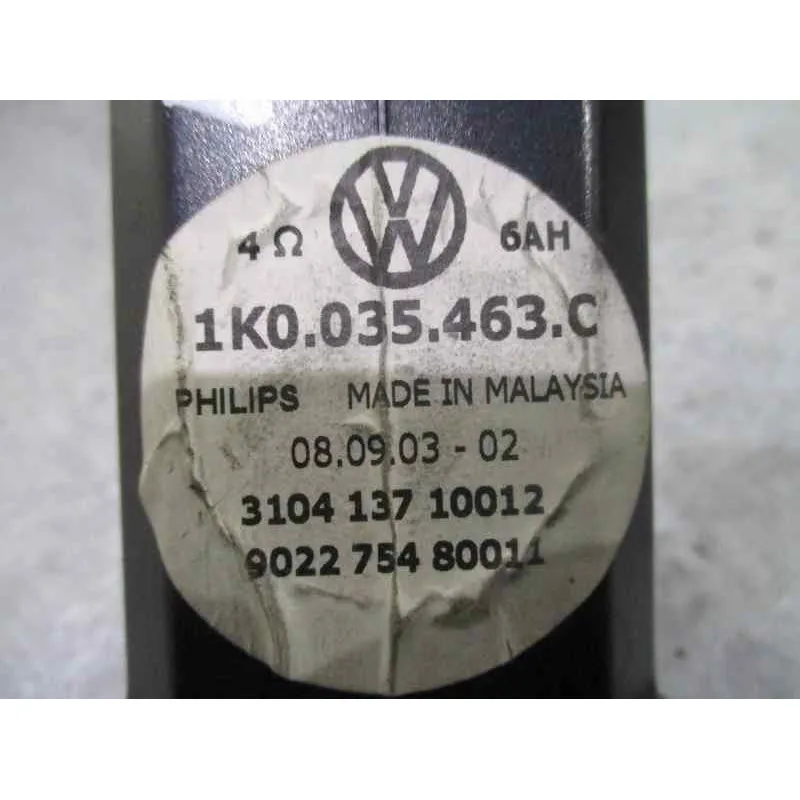 4 Ω VW 6AH
1K0.035.463.C
PHILIPS MADE IN MALAYSIA
08.09.03 - 02
3104 137 10012
9022 754 80011